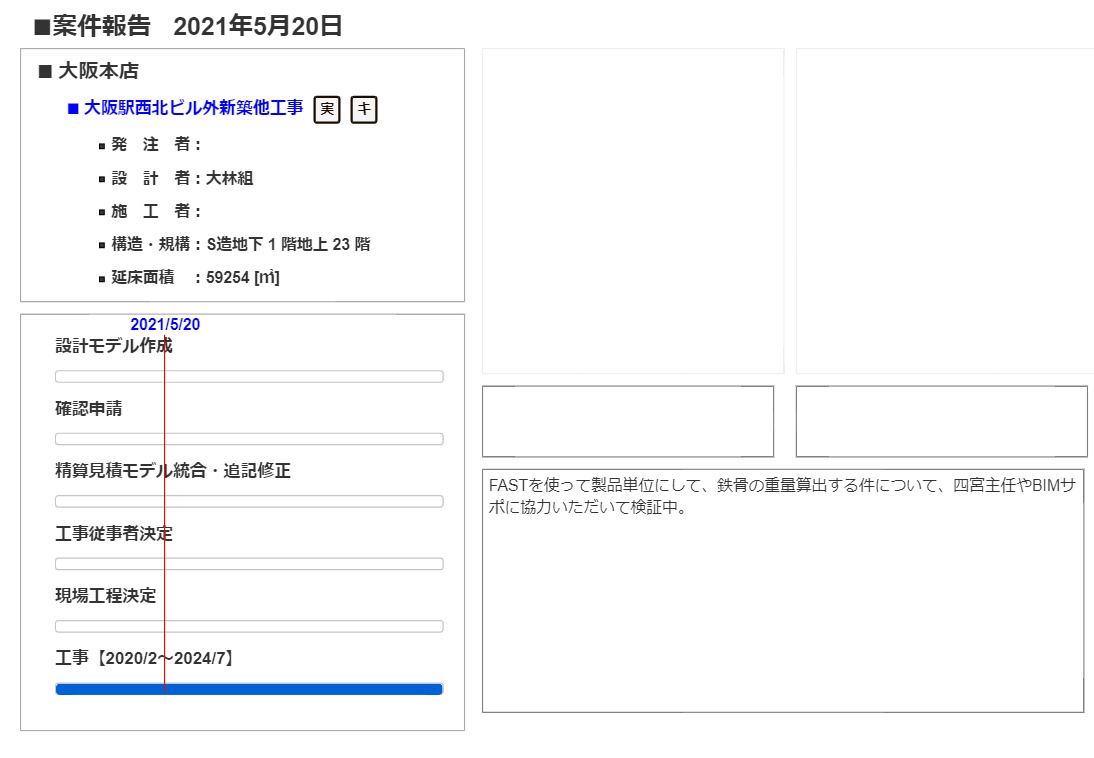 ■案件報告 2021年5月20日
■ 大阪本店
■ 大阪駅西北ビル外新築他工事 実 キ
■ 発 注 者：
■ 設 計 者：大林組
■ 施 工 者：
■ 構造・規構：S造地下 1 階地上 23 階
■ 延床面積 ：59254 [㎡]
2021/5/20
設計モデル作成
確認申請
精算見積モデル統合・追記修正
工事従事者決定
現場工程決定
工事【2020/2～2024/7】
FASTを使って製品単位にして、鉄骨の重量算出する件について、四宮主任やBIMサ
ポに協力いただいて検証中。